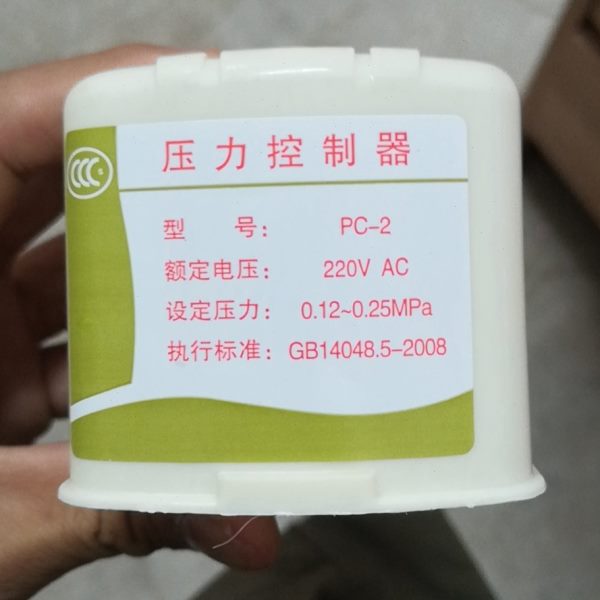 CCC
压力控制器
型 号: PC-2
额定电压: 220V AC
设定压力: 0.12~0.25MPa
执行标准: GB14048.5-2008